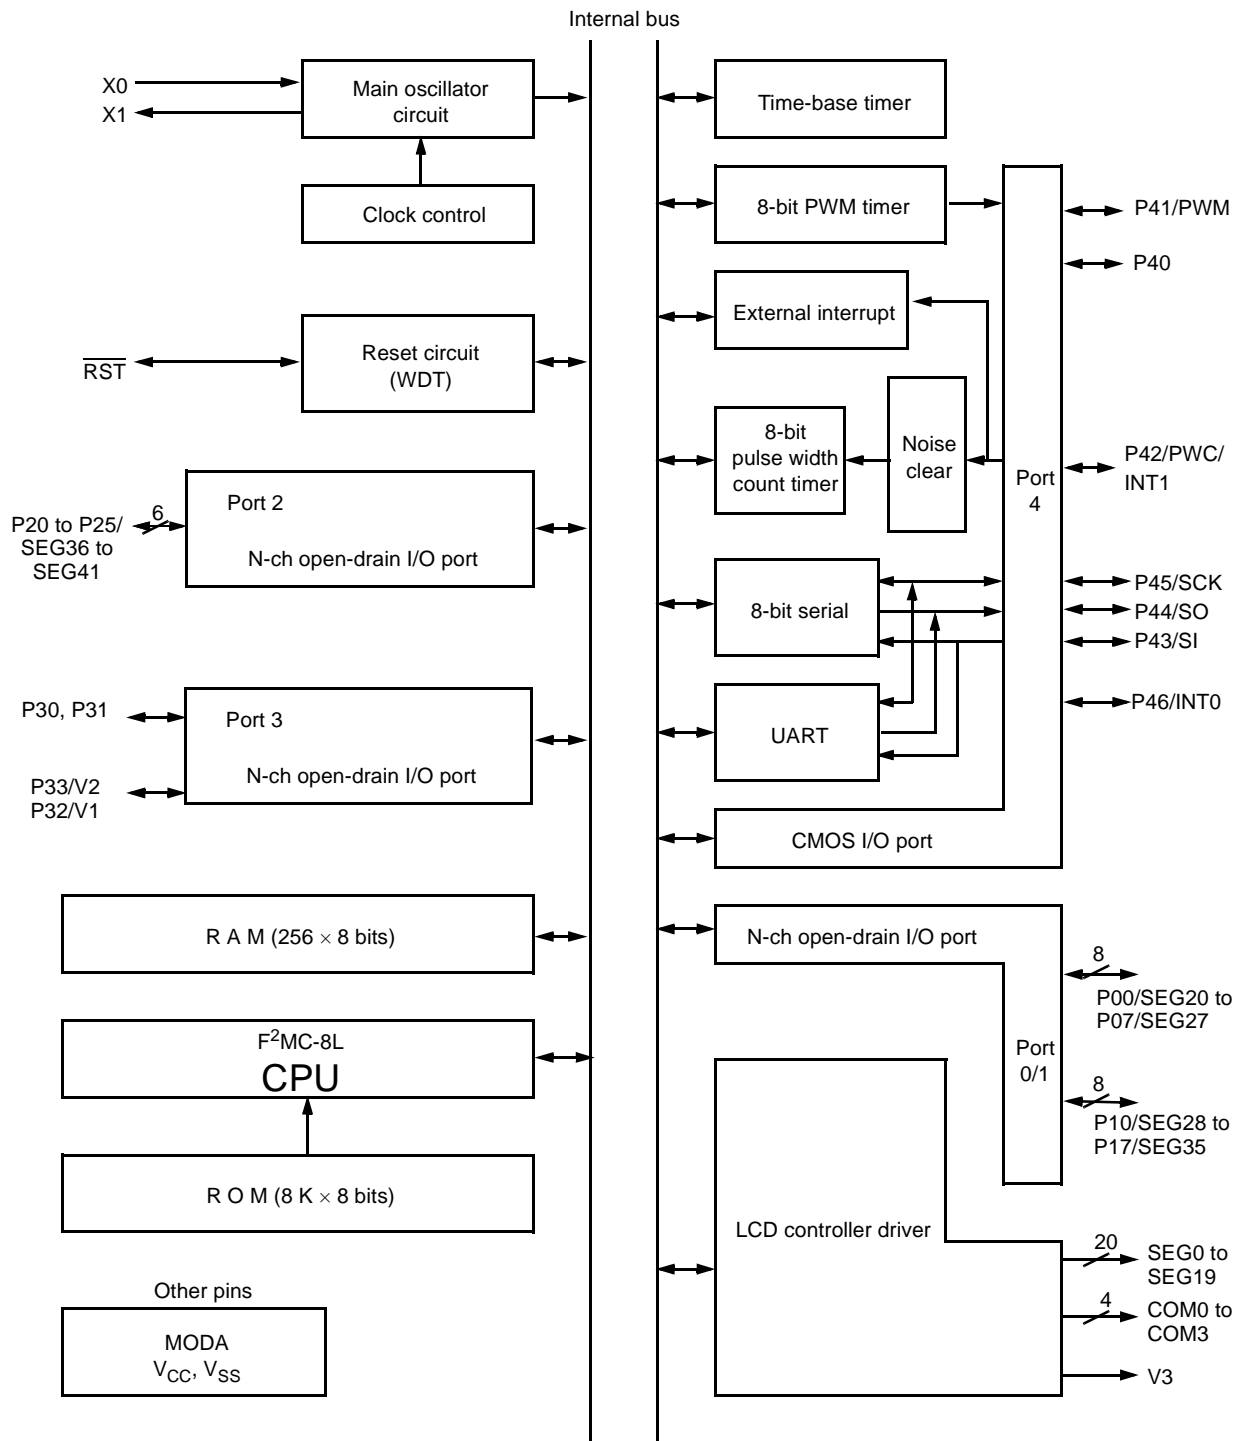 Internal bus
X0
X1
Main oscillator
circuit
Clock control
RST
Reset circuit
(WDT)
P20 to P25/
SEG36 to
SEG41
6
Port 2
N-ch open-drain I/O port
P30, P31
P33/V2
P32/V1
Port 3
N-ch open-drain I/O port
R A M (256 × 8 bits)
F²MC-8L
CPU
R O M (8 K × 8 bits)
Other pins
MODA
VCC, VSS
Time-base timer
8-bit PWM timer
External interrupt
8-bit
pulse width
count timer
Noise
clear
8-bit serial
UART
CMOS I/O port
Port
4
P41/PWM
P40
P42/PWC/
INT1
P45/SCK
P44/SO
P43/SI
P46/INT0
N-ch open-drain I/O port
Port
0/1
8
P00/SEG20 to
P07/SEG27
8
P10/SEG28 to
P17/SEG35
LCD controller driver
20
SEG0 to
SEG19
4
COM0 to
COM3
V3